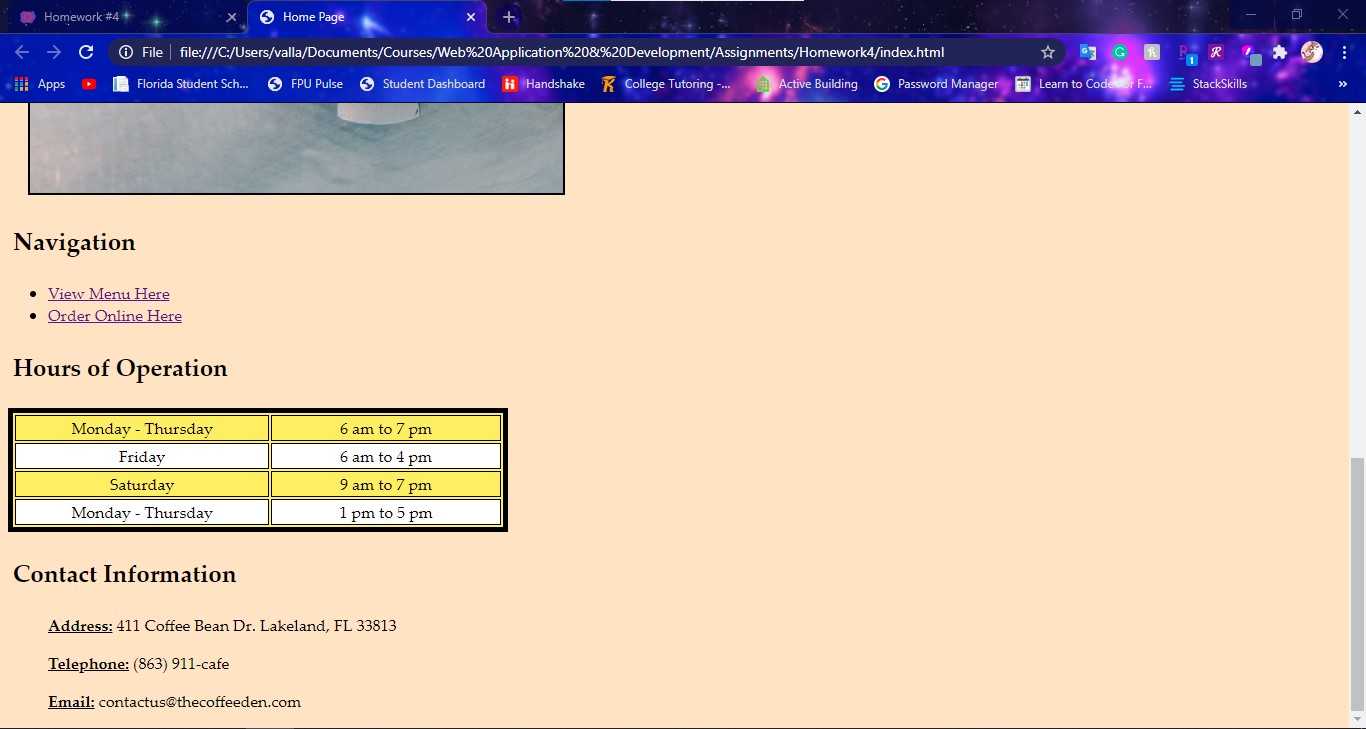 Homework #4
Home Page
File
file:///C:/Users/valla/Documents/Courses/Web%20Application%20&%20Development/Assignments/Homework4/index.html
Apps
Florida Student Sch...
FPU Pulse
Student Dashboard
Handshake
College Tutoring -...
Active Building
Password Manager
Learn to Code for F...
StackSkills
»
Navigation
View Menu Here
Order Online Here
Hours of Operation
Monday - Thursday 6 am to 7 pm
Friday 6 am to 4 pm
Saturday 9 am to 7 pm
Monday - Thursday 1 pm to 5 pm
Contact Information
Address: 411 Coffee Bean Dr. Lakeland, FL 33813
Telephone: (863) 911-cafe
Email: contactus@thecoffeeden.com